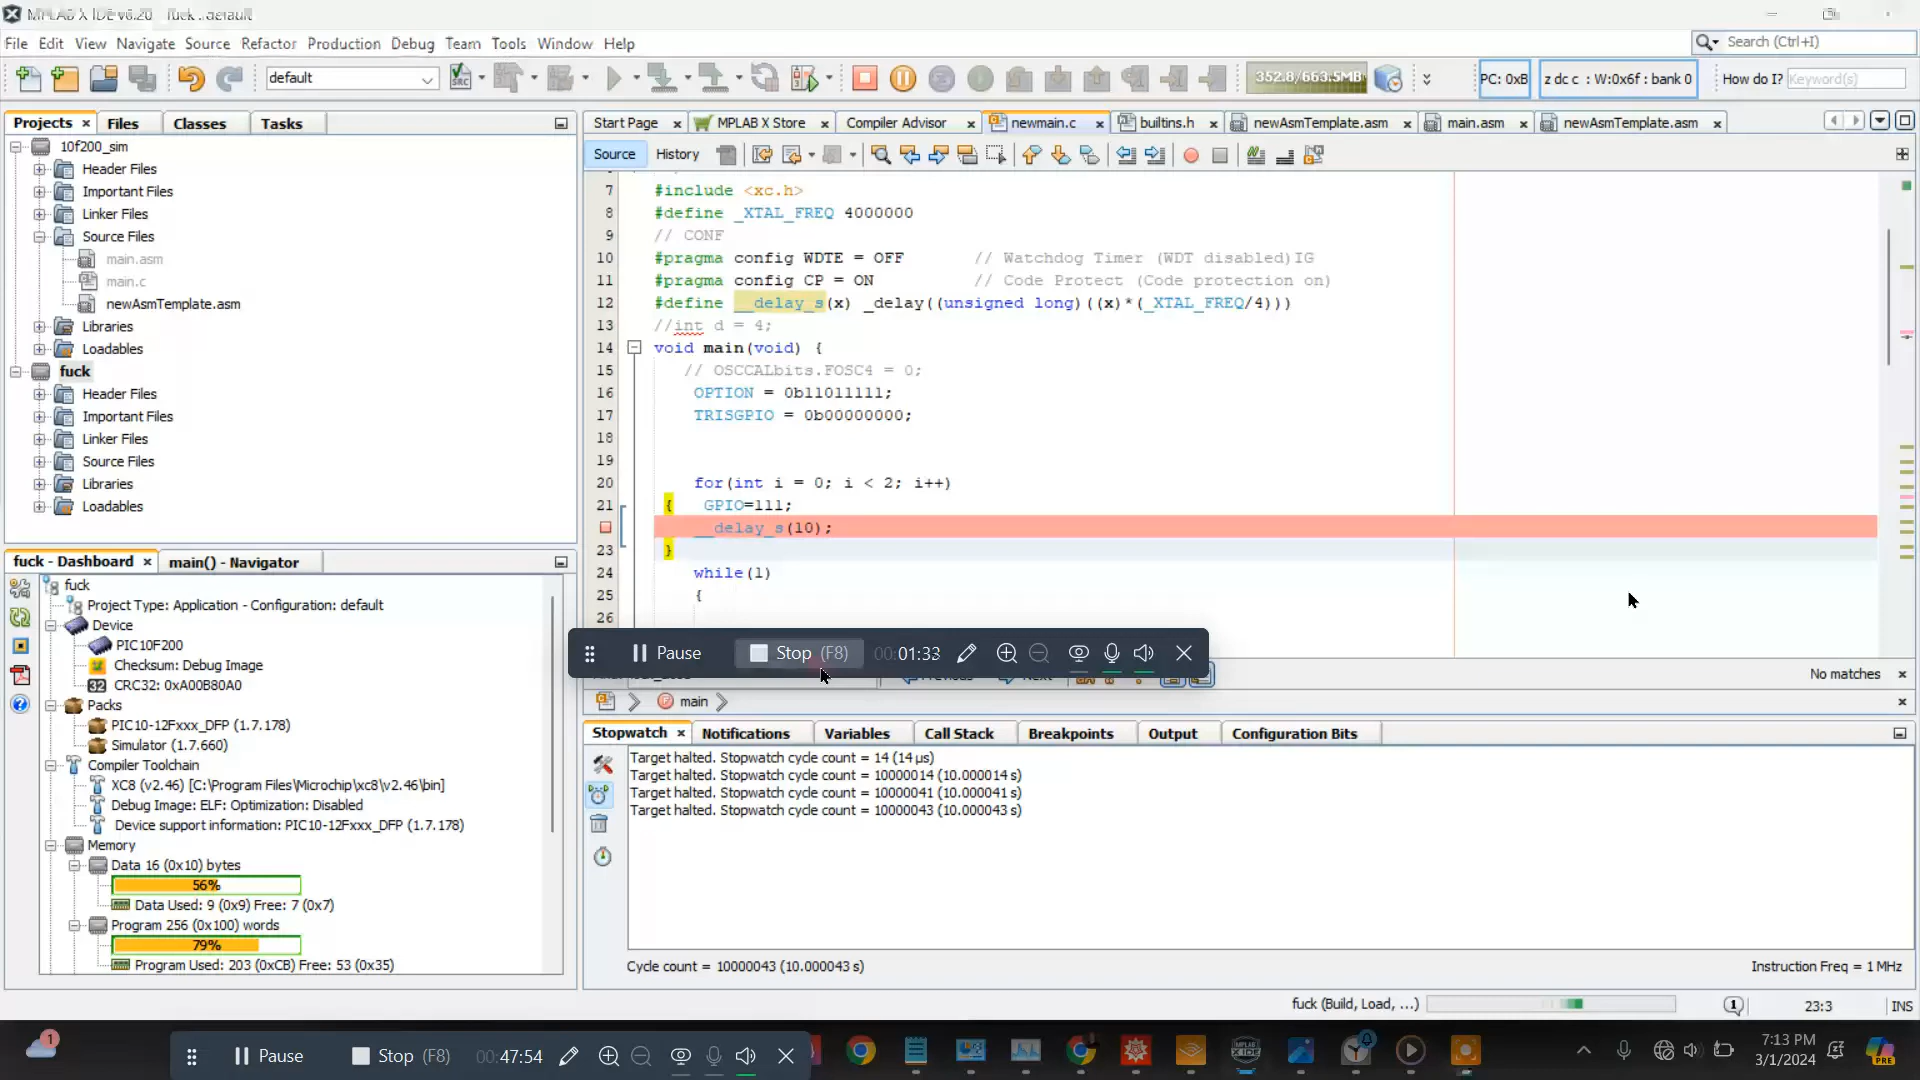 MPLAB X IDE v6.20 - fuck : default
File Edit View Navigate Source Refactor Production Debug Team Tools Window Help
Search (Ctrl+I)
default
352.8/663.5MB
PC: 0xB
z dc c : W:0x6f : bank 0
How do I? Keyword(s)
Projects Files Classes Tasks
10f200_sim
Header Files
Important Files
Linker Files
Source Files
main.asm
main.c
newAsmTemplate.asm
Libraries
Loadables
fuck
Header Files
Important Files
Linker Files
Source Files
Libraries
Loadables
fuck - Dashboard main() - Navigator
fuck
Project Type: Application - Configuration: default
Device
PIC10F200
Checksum: Debug Image
32 CRC32: 0xA00B80A0
Packs
PIC10-12Fxxx_DFP (1.7.178)
Simulator (1.7.660)
Compiler Toolchain
XC8 (v2.46) [C:\Program Files\Microchip\xc8\v2.46\bin]
Debug Image: ELF: Optimization: Disabled
Device support information: PIC10-12Fxxx_DFP (1.7.178)
Memory
Data 16 (0x10) bytes
56%
Data Used: 9 (0x9) Free: 7 (0x7)
Program 256 (0x100) words
79%
Program Used: 203 (0xCB) Free: 53 (0x35)
Start Page MPLAB X Store Compiler Advisor newmain.c builtins.h newAsmTemplate.asm main.asm newAsmTemplate.asm
Source History
7 #include <xc.h>
8 #define _XTAL_FREQ 4000000
9 // CONF
10 #pragma config WDTE = OFF // Watchdog Timer (WDT disabled)IG
11 #pragma config CP = ON // Code Protect (Code protection on)
12 #define __delay_s(x) _delay((unsigned long)((x)*(_XTAL_FREQ/4)))
13 //int d = 4;
14 void main(void) {
15 // OSCCALbits.FOSC4 = 0;
16 OPTION = 0b11011111;
17 TRISGPIO = 0b00000000;
18
19
20 for(int i = 0; i < 2; i++)
21 { GPIO=111;
__delay_s(10);
23 }
24 while(1)
25 {
26
Pause Stop (F8) 00:01:33
Previous Next
No matches
main
Stopwatch Notifications Variables Call Stack Breakpoints Output Configuration Bits
Target halted. Stopwatch cycle count = 14 (14 µs)
Target halted. Stopwatch cycle count = 10000014 (10.000014 s)
Target halted. Stopwatch cycle count = 10000041 (10.000041 s)
Target halted. Stopwatch cycle count = 10000043 (10.000043 s)
Cycle count = 10000043 (10.000043 s)
Instruction Freq = 1 MHz
fuck (Build, Load, ...)
1
23:3
INS
1
Pause Stop (F8) 00:47:54
7:13 PM
3/1/2024
PRE